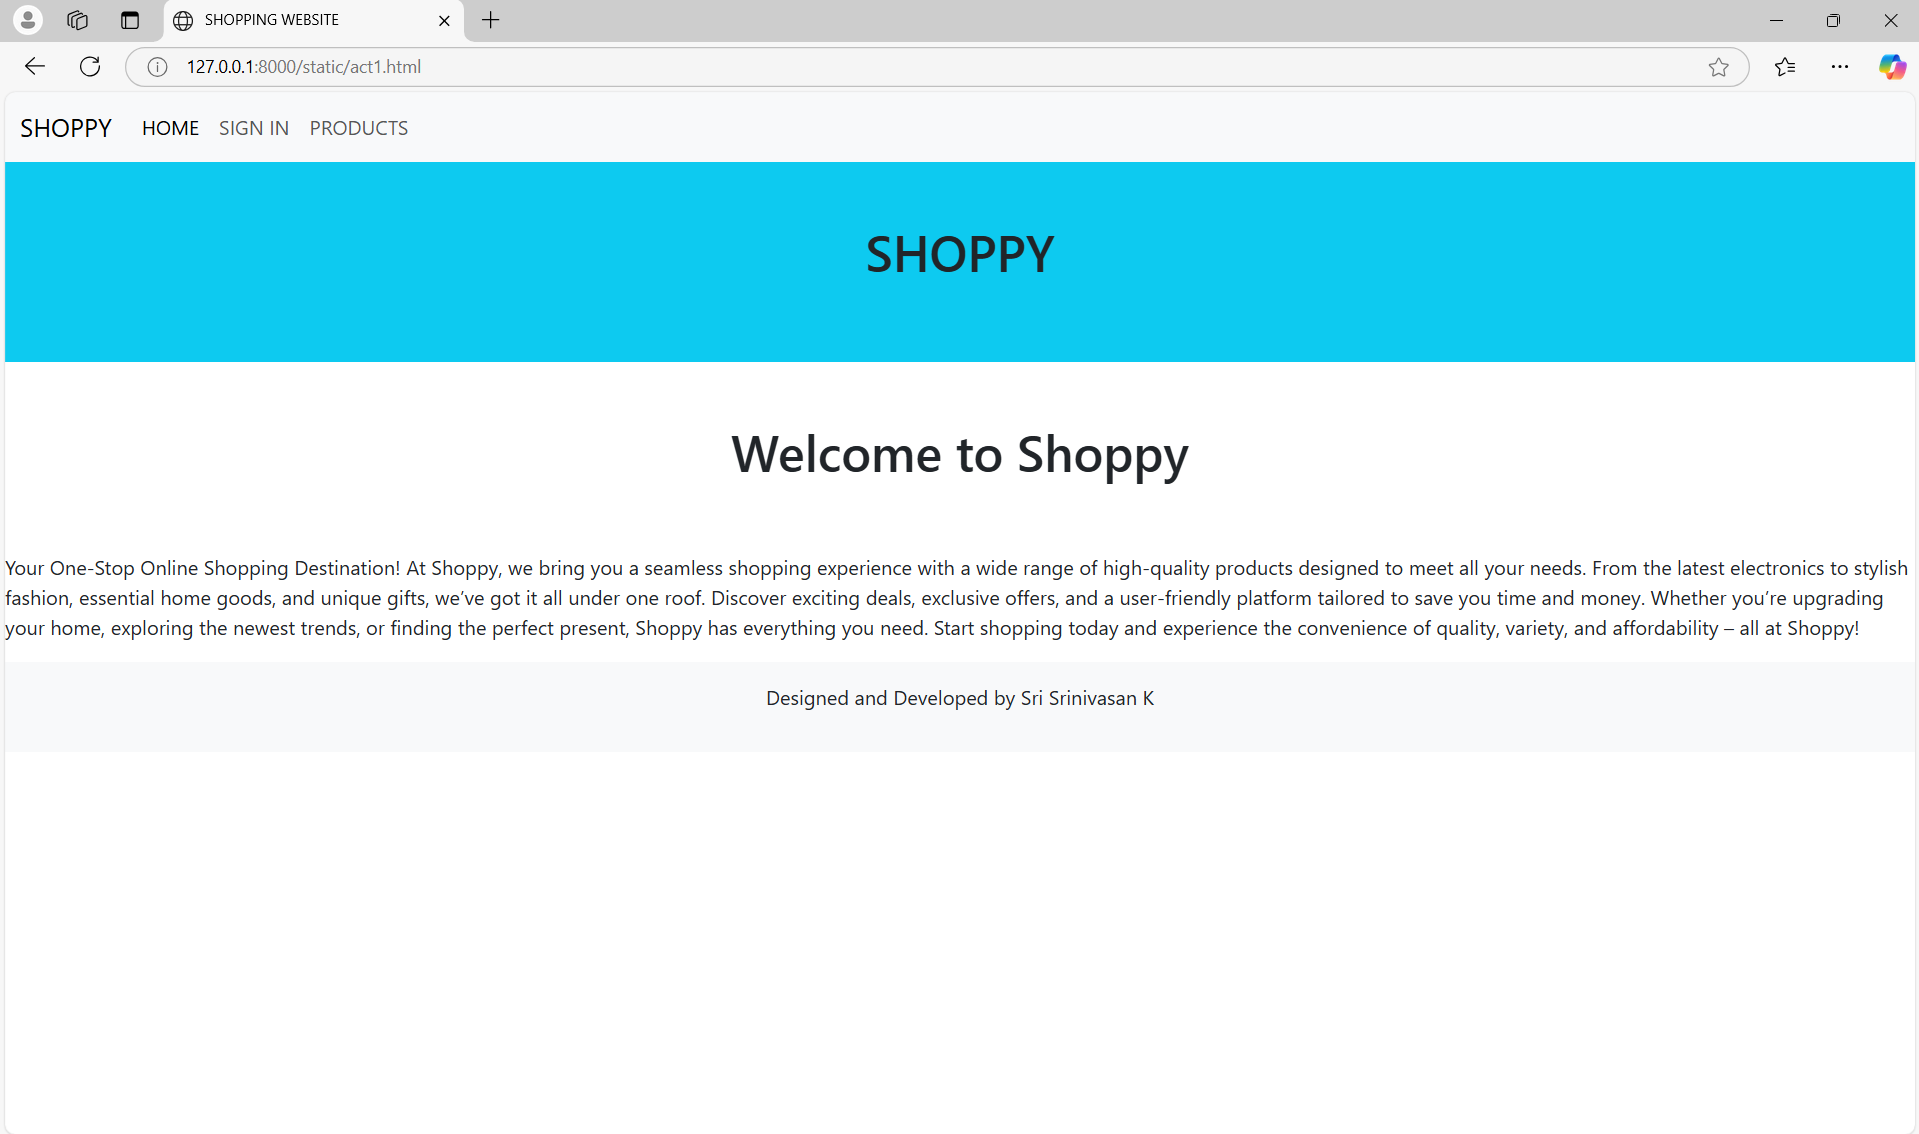 SHOPPING WEBSITE
127.0.0.1:8000/static/act1.html
SHOPPY HOME SIGN IN PRODUCTS
SHOPPY
Welcome to Shoppy
Your One-Stop Online Shopping Destination! At Shoppy, we bring you a seamless shopping experience with a wide range of high-quality products designed to meet all your needs. From the latest electronics to stylish
fashion, essential home goods, and unique gifts, we’ve got it all under one roof. Discover exciting deals, exclusive offers, and a user-friendly platform tailored to save you time and money. Whether you’re upgrading
your home, exploring the newest trends, or finding the perfect present, Shoppy has everything you need. Start shopping today and experience the convenience of quality, variety, and affordability – all at Shoppy!
Designed and Developed by Sri Srinivasan K